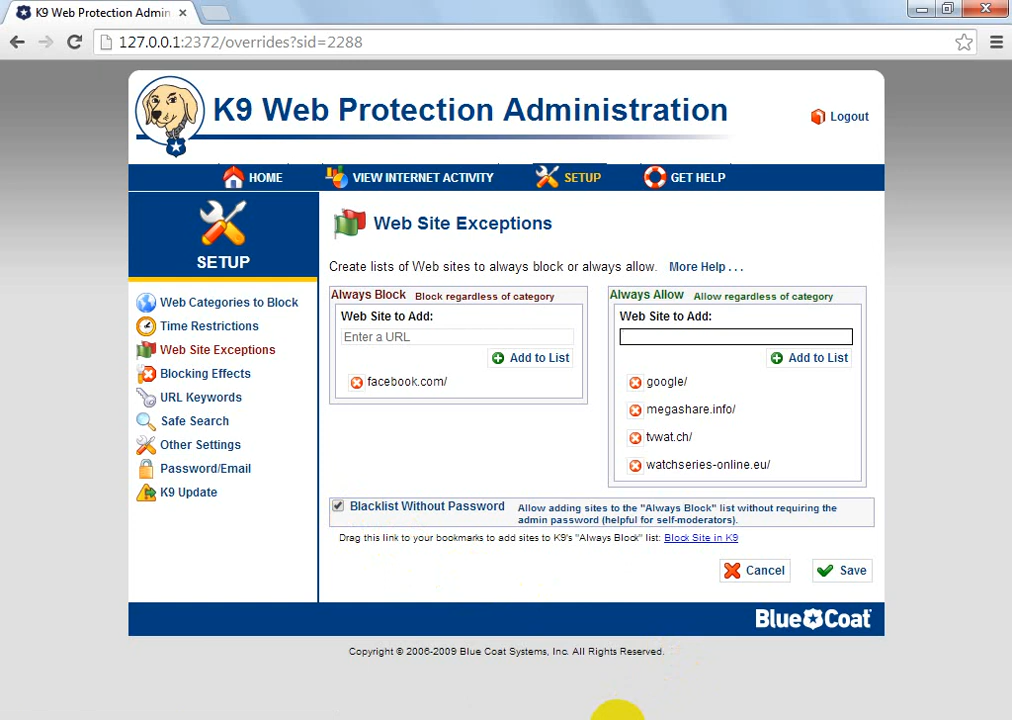 K9 Web Protection Admin
127.0.0.1:2372/overrides?sid=2288
K9 Web Protection Administration
Logout
HOME
VIEW INTERNET ACTIVITY
SETUP
GET HELP
SETUP
Web Categories to Block
Time Restrictions
Web Site Exceptions
Blocking Effects
URL Keywords
Safe Search
Other Settings
Password/Email
K9 Update
Web Site Exceptions
Create lists of Web sites to always block or always allow. More Help . . .
Always Block Block regardless of category
Web Site to Add:
Enter a URL
Add to List
facebook.com/
Always Allow Allow regardless of category
Web Site to Add:
Add to List
google/
megashare.info/
tvwat.ch/
watchseries-online.eu/
Blacklist Without Password Allow adding sites to the "Always Block" list without requiring the
admin password (helpful for self-moderators).
Drag this link to your bookmarks to add sites to K9's "Always Block" list: Block Site in K9
Cancel
Save
Blue Coat
Copyright © 2006-2009 Blue Coat Systems, Inc. All Rights Reserved.